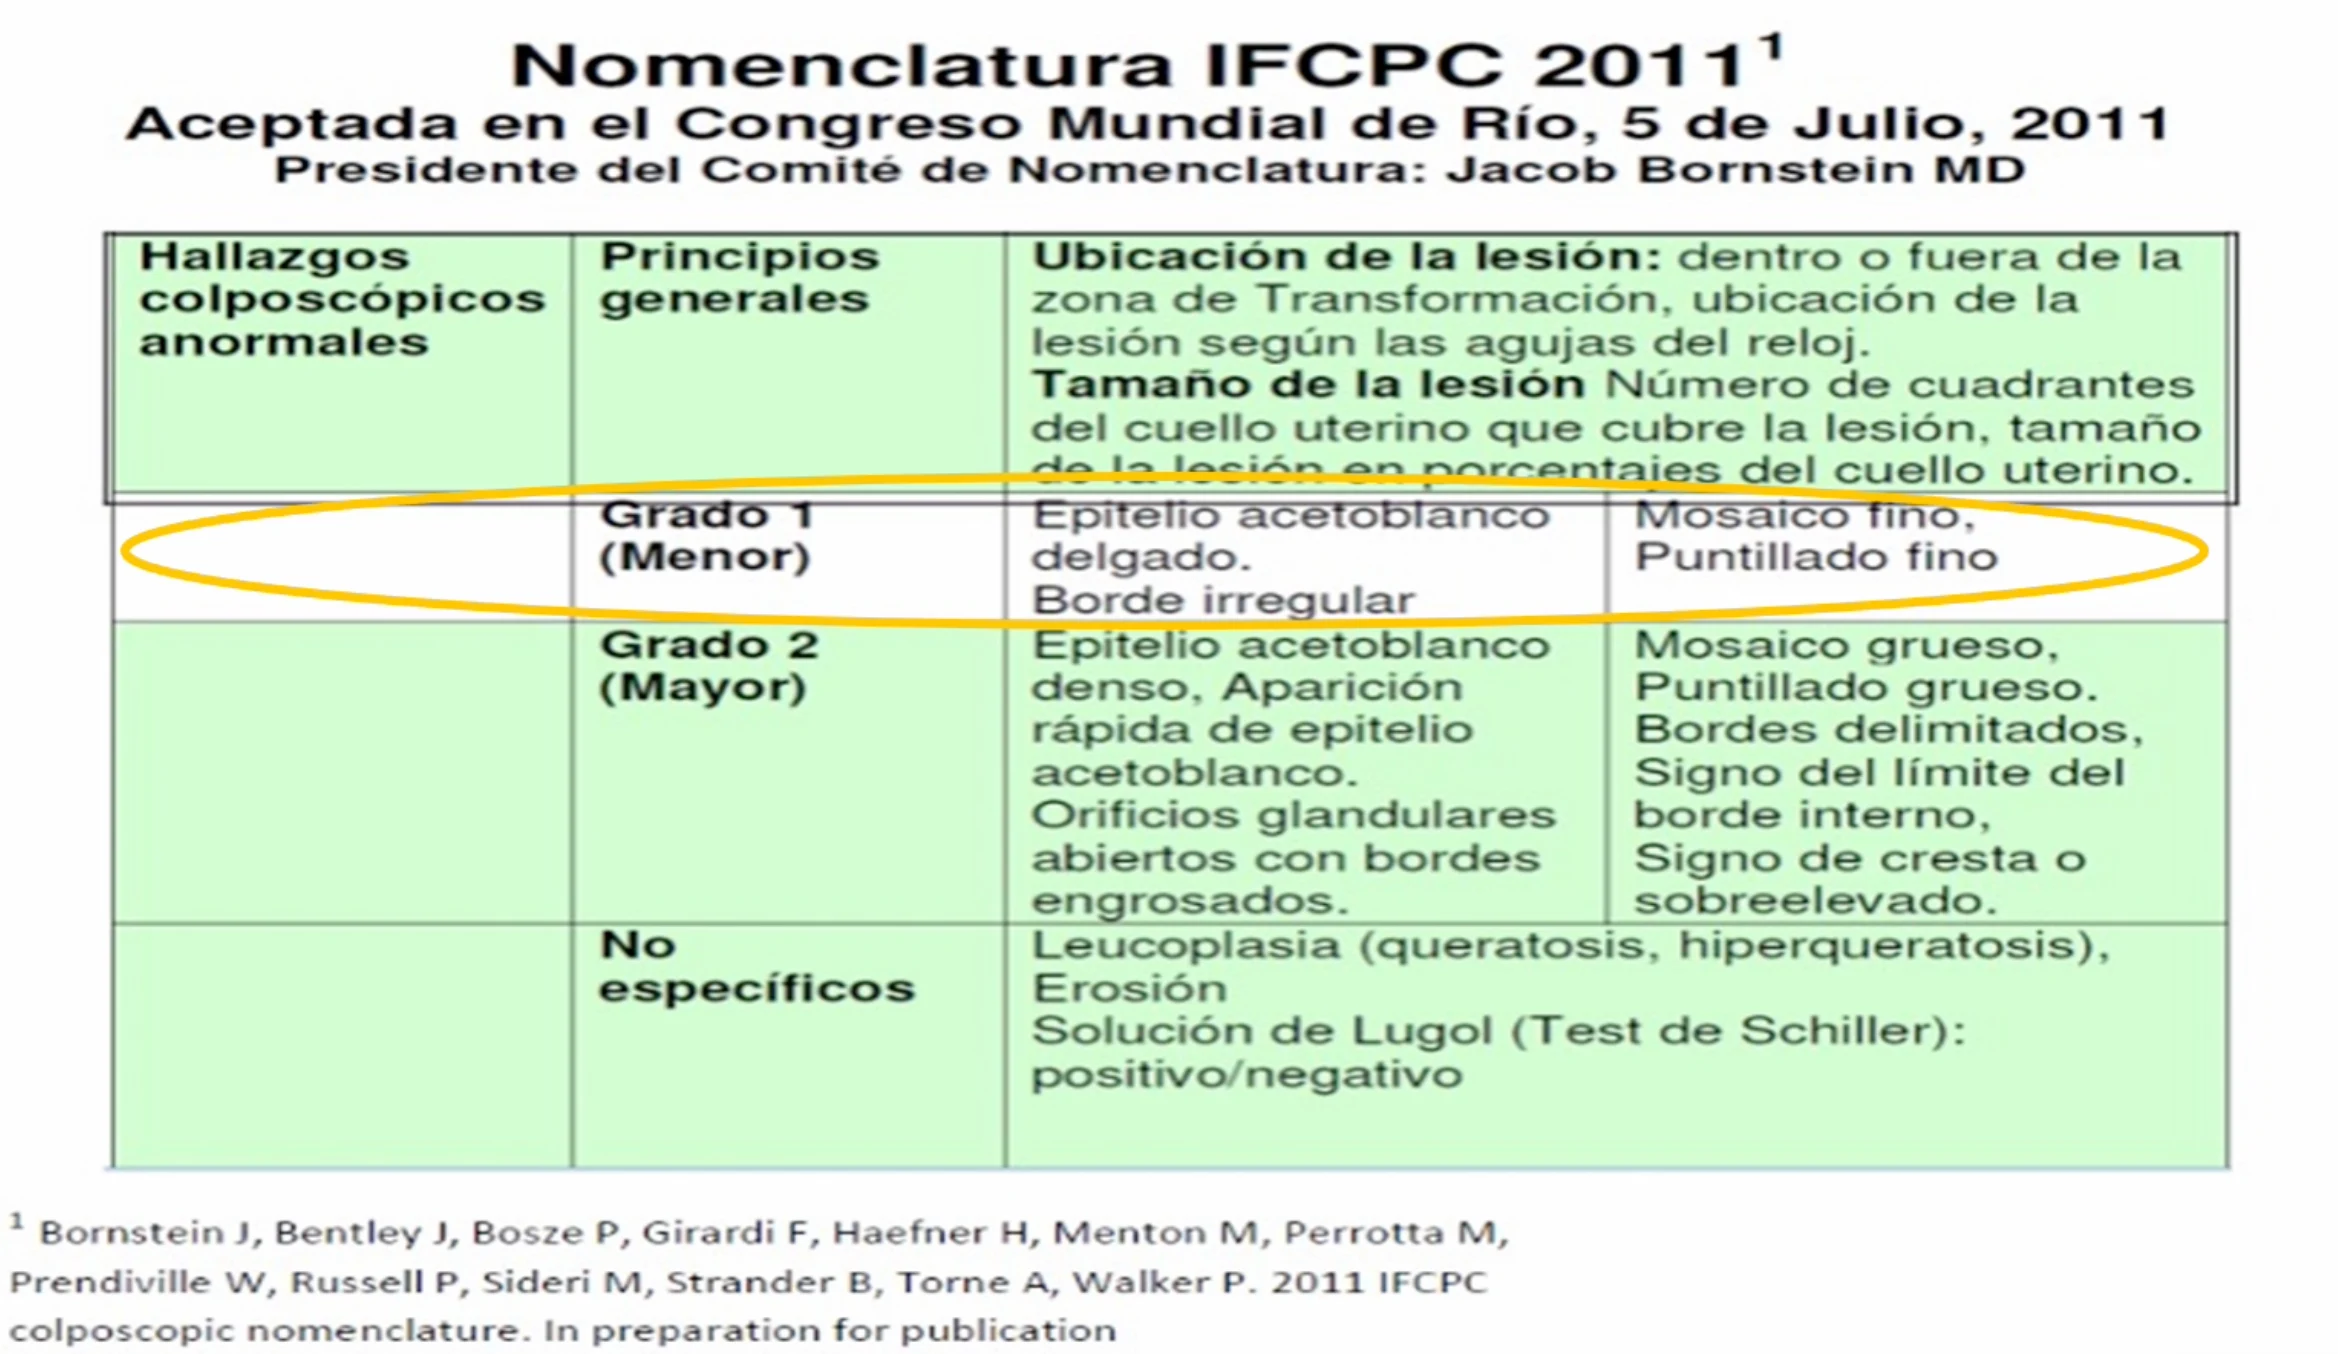 Nomenclatura IFCPC 2011¹
Aceptada en el Congreso Mundial de Río, 5 de Julio, 2011
Presidente del Comité de Nomenclatura: Jacob Bornstein MD
Hallazgos
colposcópicos
anormales
Principios
generales
Ubicación de la lesión: dentro o fuera de la
zona de Transformación, ubicación de la
lesión según las agujas del reloj.
Tamaño de la lesión Número de cuadrantes
del cuello uterino que cubre la lesión, tamaño
de la lesión en porcentajes del cuello uterino.
Grado 1
(Menor)
Epitelio acetoblanco
delgado.
Borde irregular
Mosaico fino,
Puntillado fino
Grado 2
(Mayor)
Epitelio acetoblanco
denso, Aparición
rápida de epitelio
acetoblanco.
Orificios glandulares
abiertos con bordes
engrosados.
Mosaico grueso,
Puntillado grueso.
Bordes delimitados,
Signo del límite del
borde interno,
Signo de cresta o
sobreelevado.
No
específicos
Leucoplasia (queratosis, hiperqueratosis),
Erosión
Solución de Lugol (Test de Schiller):
positivo/negativo
¹ Bornstein J, Bentley J, Bosze P, Girardi F, Haefner H, Menton M, Perrotta M,
Prendiville W, Russell P, Sideri M, Strander B, Torne A, Walker P. 2011 IFCPC
colposcopic nomenclature. In preparation for publication